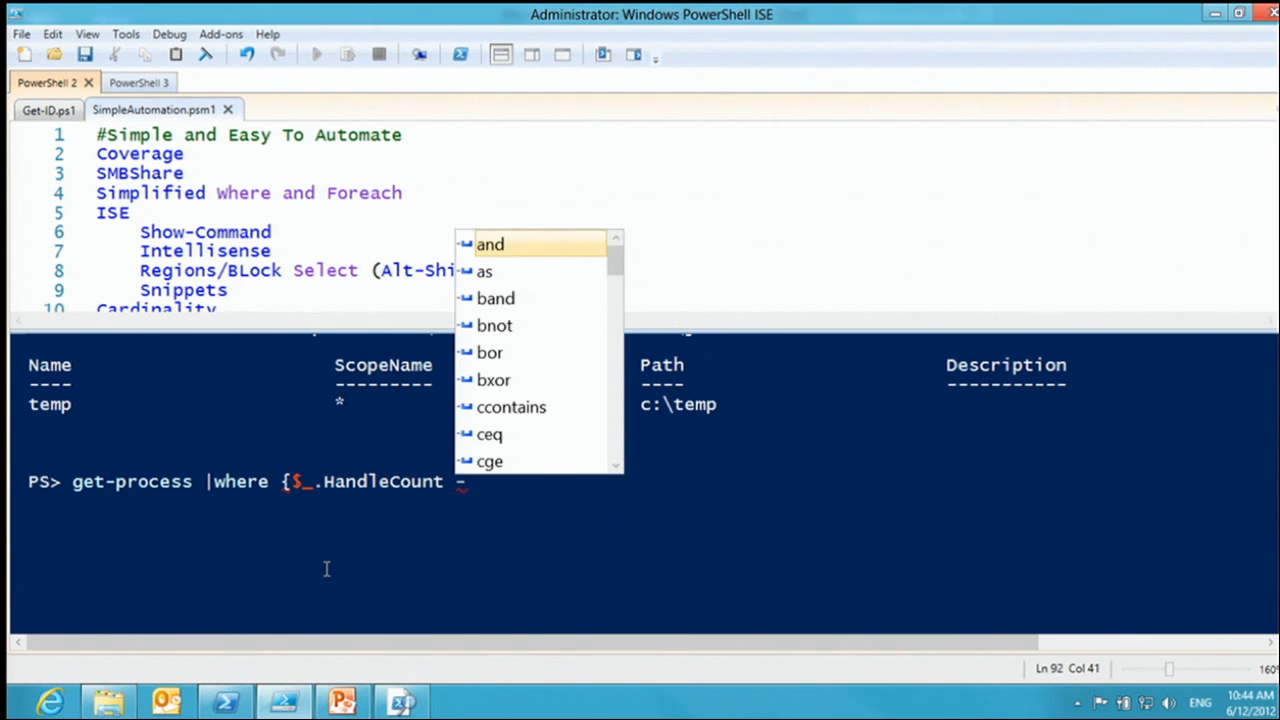 Administrator: Windows PowerShell ISE
File Edit View Tools Debug Add-ons Help
PowerShell 2 PowerShell 3
Get-ID.ps1 SimpleAutomation.psm1
1 #Simple and Easy To Automate
2 Coverage
3 SMBShare
4 Simplified Where and Foreach
5 ISE
6 Show-Command
7 Intellisense
8 Regions/BLock Select (Alt-Shi
9 Snippets
10 Cardinality
and
as
band
bnot
bor
bxor
ccontains
ceq
cge
Name ScopeName Path Description
---- --------- ---- -----------
temp * c:\temp
PS> get-process |where {$_.HandleCount -
Ln 92 Col 41 160%
ENG
10:44 AM
6/12/2012